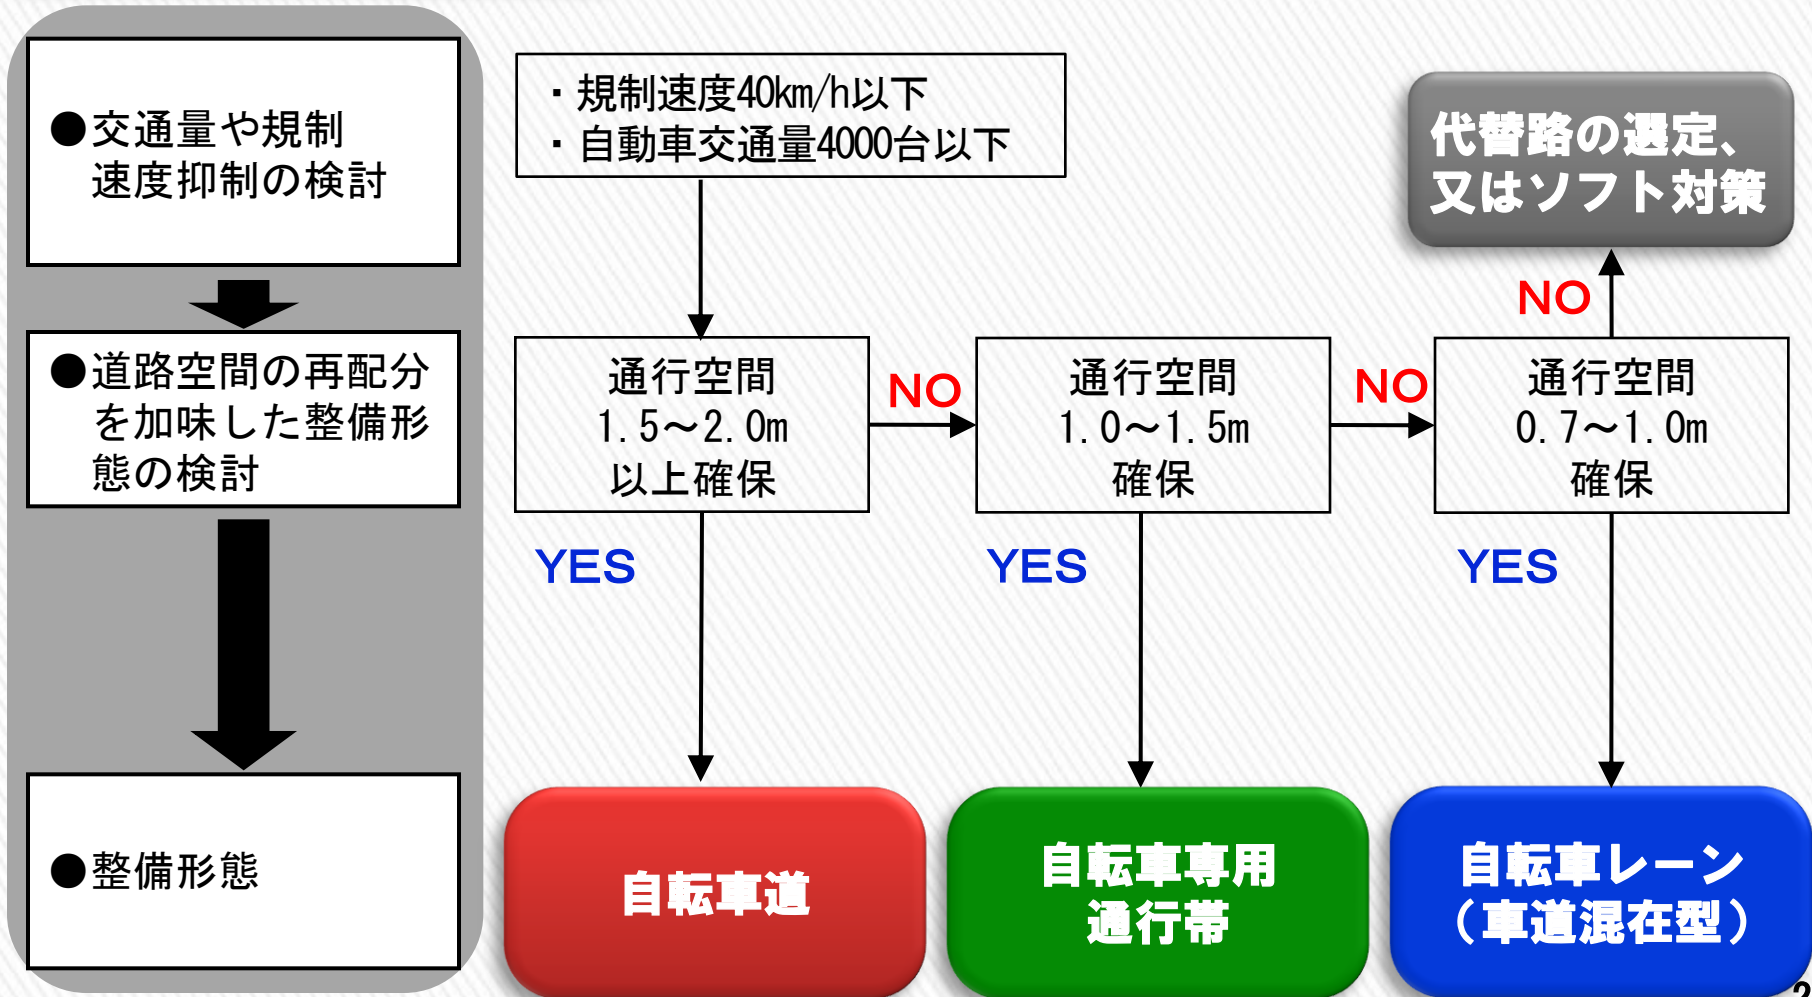 ●交通量や規制
速度抑制の検討
●道路空間の再配分
を加味した整備形
態の検討
●整備形態
・規制速度40km/h以下
・自動車交通量4000台以下
代替路の選定、
又はソフト対策
NO
通行空間
1.5～2.0m
以上確保
NO
通行空間
1.0～1.5m
確保
NO
通行空間
0.7～1.0m
確保
YES
YES
YES
自転車道
自転車専用
通行帯
自転車レーン
（車道混在型）